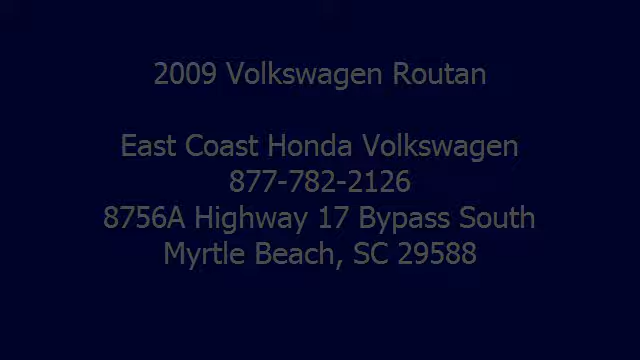 2009 Volkswagen Routan
East Coast Honda Volkswagen
877-782-2126
8756A Highway 17 Bypass South
Myrtle Beach, SC 29588